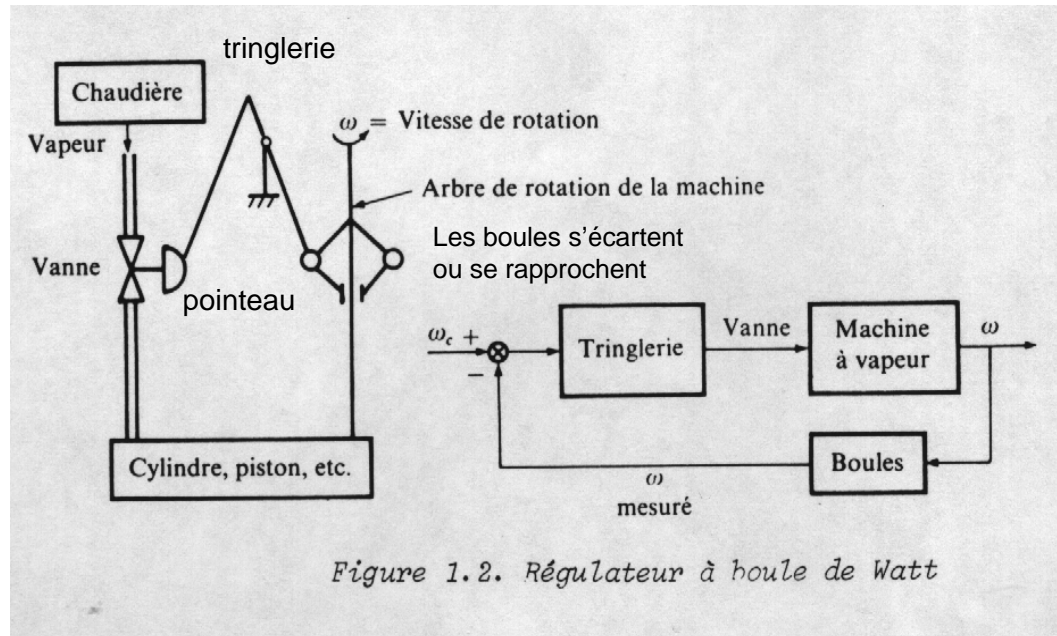 tringlerie
Chaudière
Vapeur
ω = Vitesse de rotation
Arbre de rotation de la machine
Les boules s'écartent
ou se rapprochent
Vanne
pointeau
Cylindre, piston, etc.
ωc +
−
Tringlerie
Vanne
Machine
à vapeur
ω
Boules
ω
mesuré
Figure 1.2. Régulateur à houle de Watt